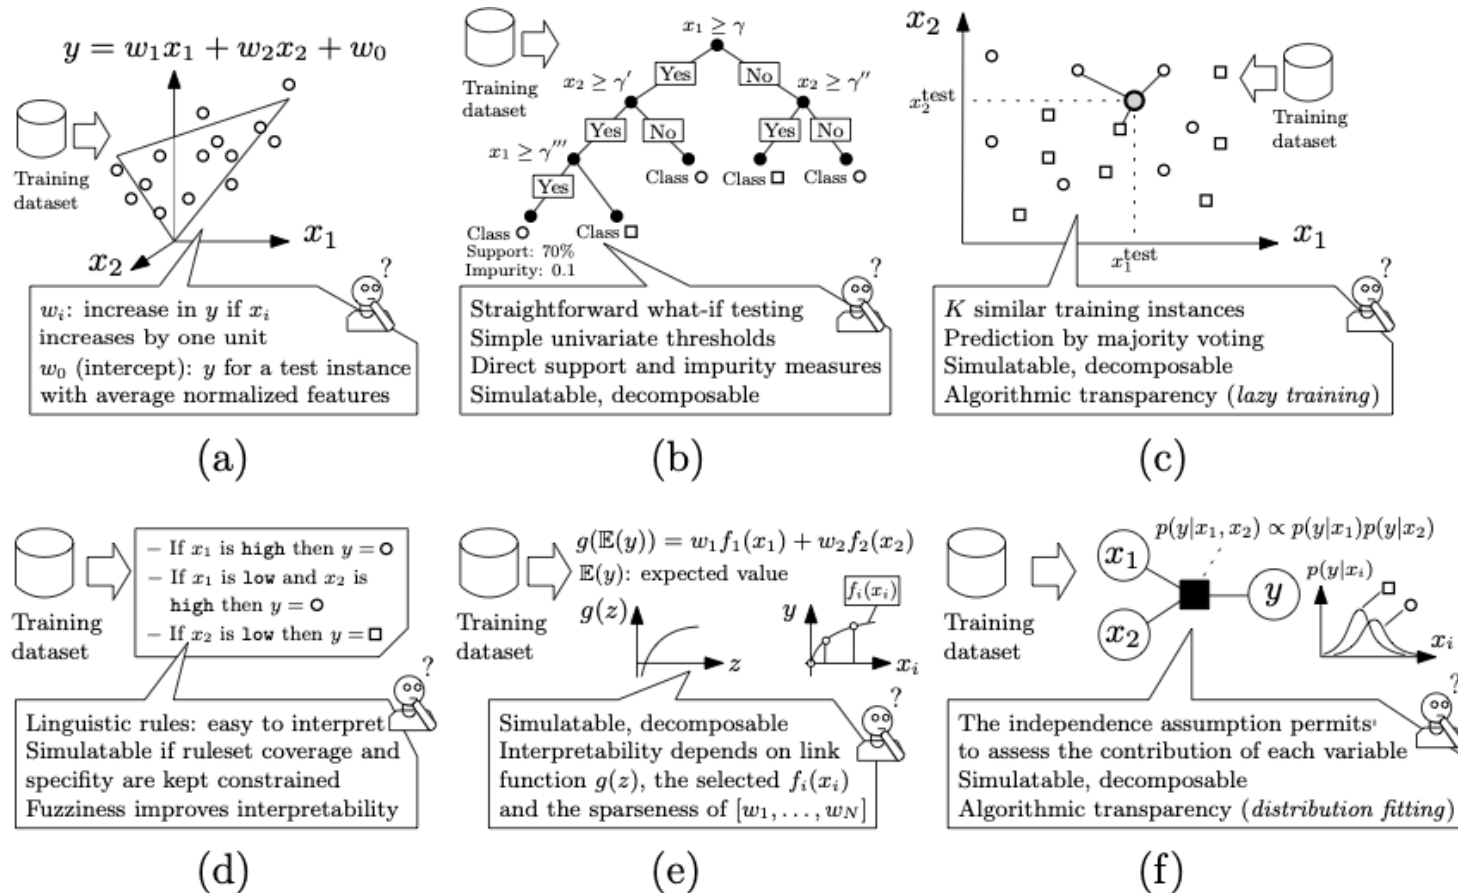 y = w₁x₁ + w₂x₂ + w₀
Training
dataset
x₁
x₂
?
wᵢ: increase in y if xᵢ
increases by one unit
w₀ (intercept): y for a test instance
with average normalized features
(a)
Training
dataset
x₁ ≥ γ
Yes
No
x₂ ≥ γ′
x₂ ≥ γ′′
Yes
No
Yes
No
x₁ ≥ γ′′′
Class
Class
Class
Yes
Class
Class
Support: 70%
Impurity: 0.1
?
Straightforward what-if testing
Simple univariate thresholds
Direct support and impurity measures
Simulatable, decomposable
(b)
x₂
x₂ᵗᵉˢᵗ
Training
dataset
x₁
x₁ᵗᵉˢᵗ
?
K similar training instances
Prediction by majority voting
Simulatable, decomposable
Algorithmic transparency (lazy training)
(c)
Training
dataset
– If x₁ is high then y =
– If x₁ is low and x₂ is
high then y =
– If x₂ is low then y =
?
Linguistic rules: easy to interpret
Simulatable if ruleset coverage and
specifity are kept constrained
Fuzziness improves interpretability
(d)
Training
dataset
g(𝔼(y)) = w₁f₁(x₁) + w₂f₂(x₂)
𝔼(y): expected value
g(z)
z
y
fᵢ(xᵢ)
xᵢ
?
Simulatable, decomposable
Interpretability depends on link
function g(z), the selected fᵢ(xᵢ)
and the sparseness of [w₁, . . . , w_N]
(e)
Training
dataset
p(y|x₁, x₂) ∝ p(y|x₁)p(y|x₂)
x₁
x₂
y
p(y|xᵢ)
xᵢ
?
The independence assumption permits
to assess the contribution of each variable
Simulatable, decomposable
Algorithmic transparency (distribution fitting)
(f)